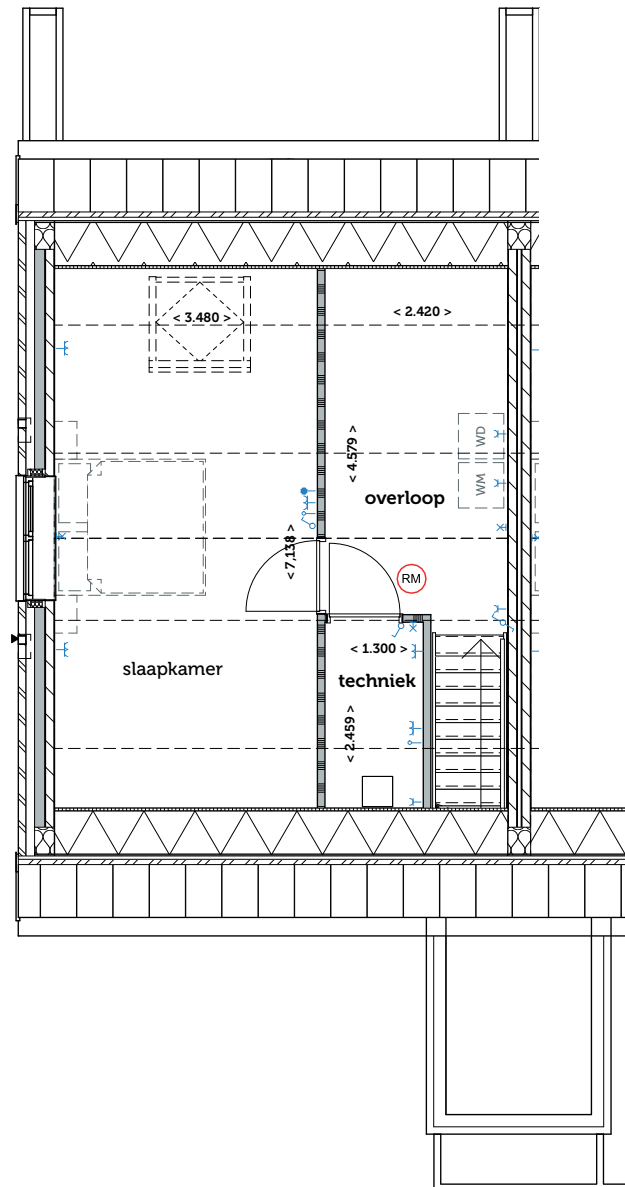 < 3.480 >
< 2.420 >
< 4.579 >
WD
WM
overloop
< 7.138 >
RM
< 1.300 >
slaapkamer
techniek
< 2.459 >